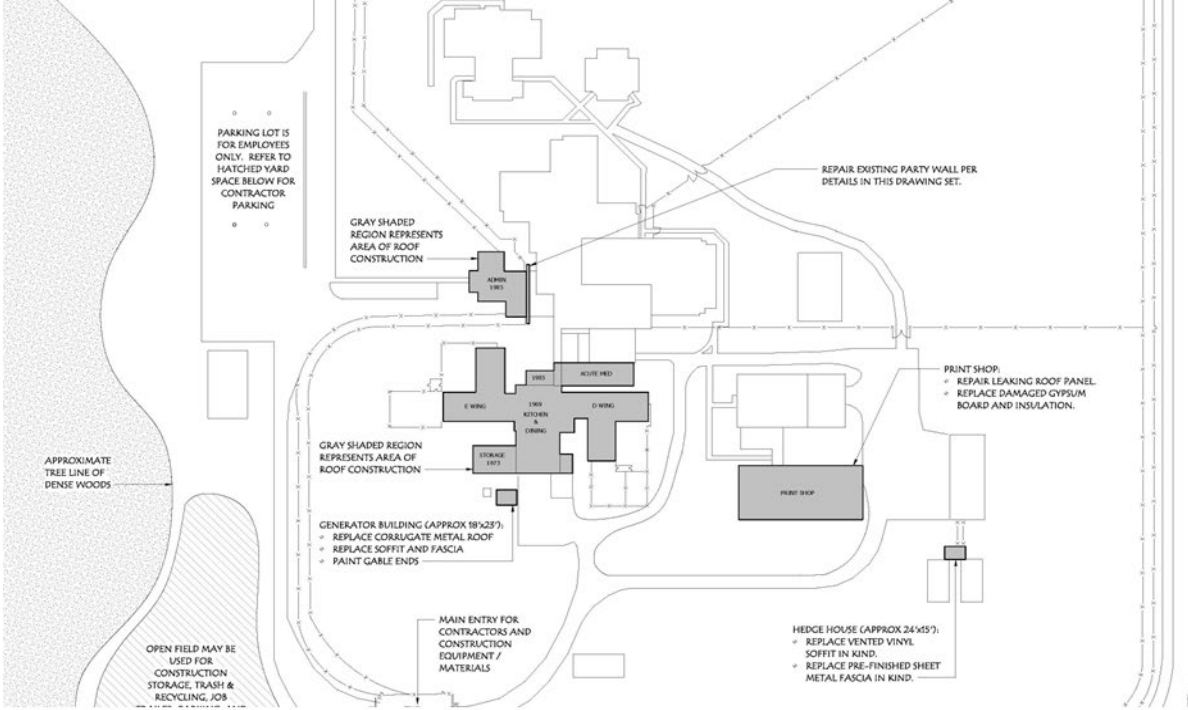 PARKING LOT IS
FOR EMPLOYEES
ONLY. REFER TO
HATCHED YARD
SPACE BELOW FOR
CONTRACTOR
PARKING
REPAIR EXISTING PARTY WALL PER
DETAILS IN THIS DRAWING SET.
GRAY SHADED
REGION REPRESENTS
AREA OF ROOF
CONSTRUCTION
ADMIN
1985
PRINT SHOP:
REPAIR LEAKING ROOF PANEL.
REPLACE DAMAGED GYPSUM
BOARD AND INSULATION.
1985
ACUTE MED
E WING
1969
KITCHEN
&
DINING
D WING
GRAY SHADED REGION
REPRESENTS AREA OF
ROOF CONSTRUCTION
STORAGE
1973
APPROXIMATE
TREE LINE OF
DENSE WOODS
PRINT SHOP
GENERATOR BUILDING (APPROX 18'x23'):
REPLACE CORRUGATE METAL ROOF
REPLACE SOFFIT AND FASCIA
PAINT GABLE ENDS
MAIN ENTRY FOR
CONTRACTORS AND
CONSTRUCTION
EQUIPMENT /
MATERIALS
HEDGE HOUSE (APPROX 24'x15'):
REPLACE VENTED VINYL
SOFFIT IN KIND.
REPLACE PRE-FINISHED SHEET
METAL FASCIA IN KIND.
OPEN FIELD MAY BE
USED FOR
CONSTRUCTION
STORAGE, TRASH &
RECYCLING, JOB